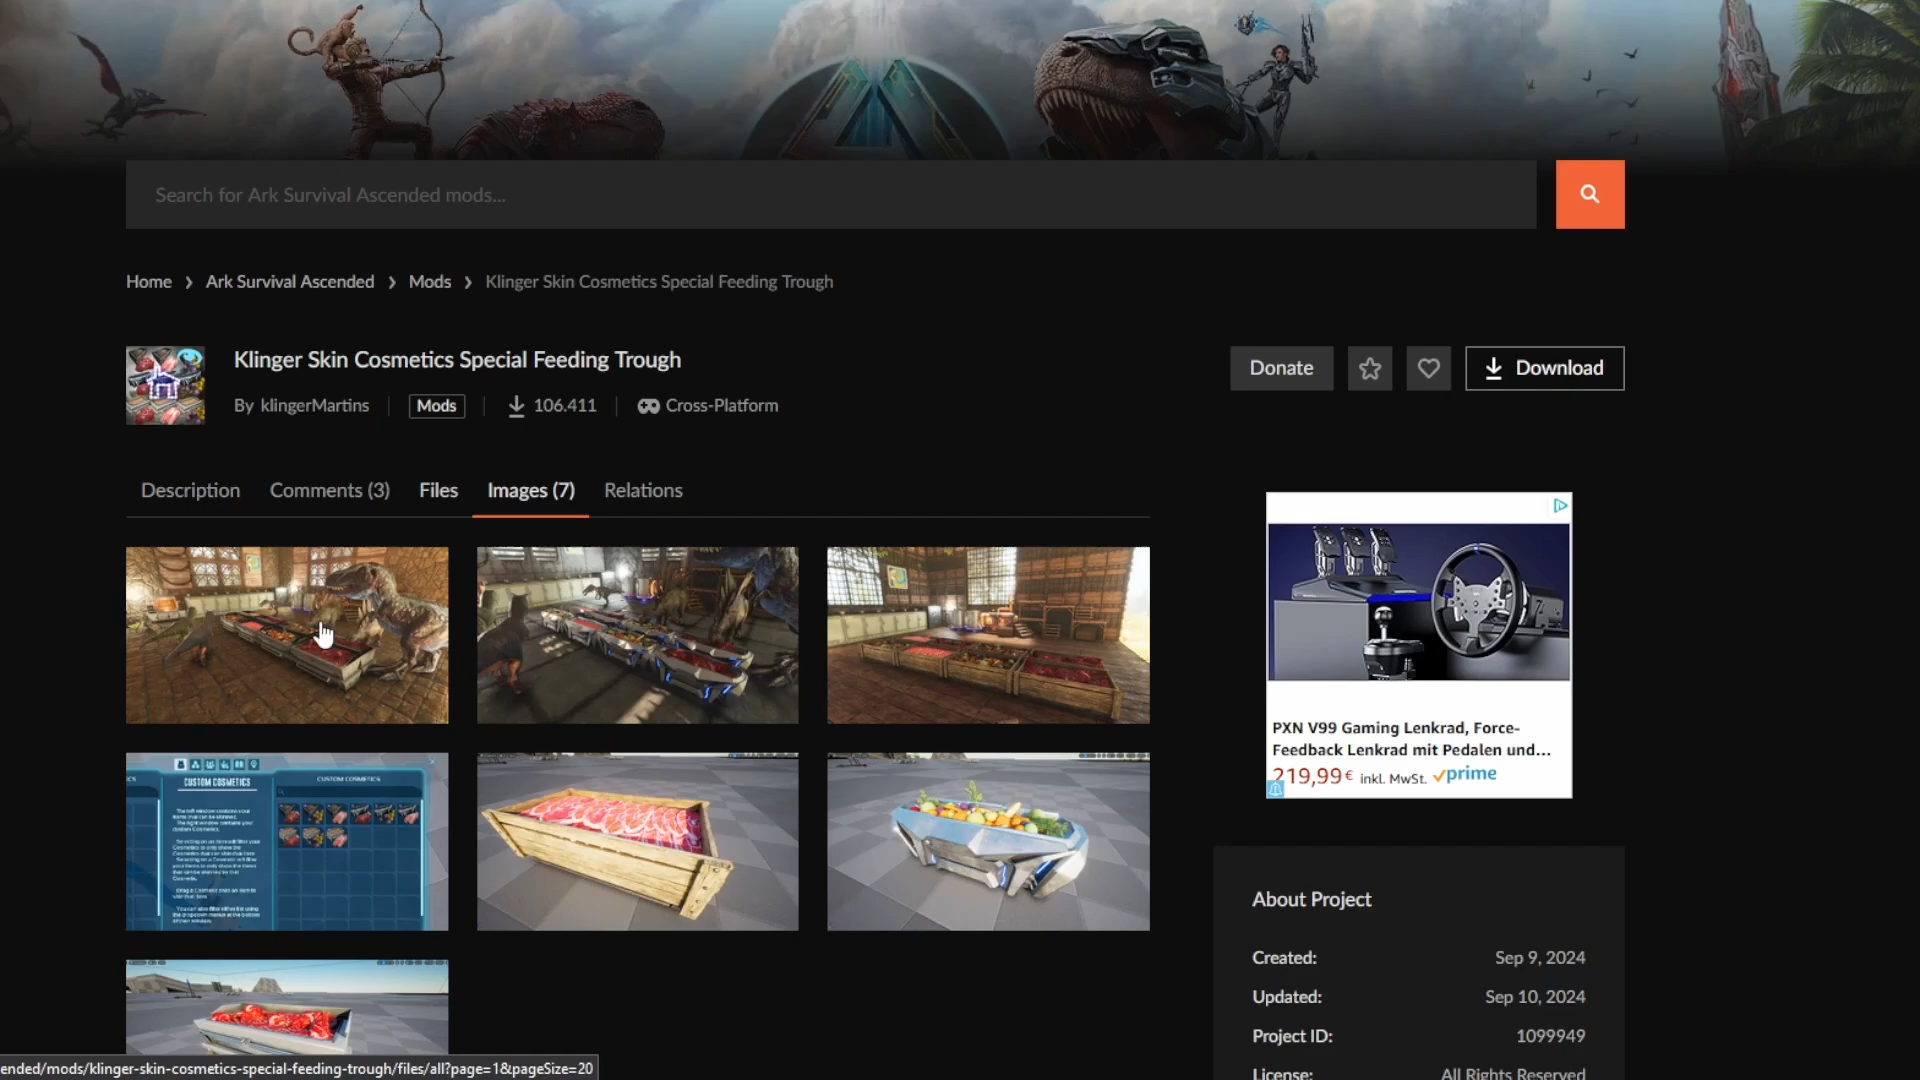 Search for Ark Survival Ascended mods...
Home > Ark Survival Ascended > Mods > Klinger Skin Cosmetics Special Feeding Trough
Klinger Skin Cosmetics Special Feeding Trough
By klingerMartins Mods 106.411 Cross-Platform
Donate Download
Description Comments (3) Files Images (7) Relations
CUSTOM COSMETICS
CUSTOM COSMETICS
PXN V99 Gaming Lenkrad, Force-
Feedback Lenkrad mit Pedalen und...
219,99€ inkl. MwSt. prime
About Project
Created: Sep 9, 2024
Updated: Sep 10, 2024
Project ID: 1099949
License: All Rights Reserved
ended/mods/klinger-skin-cosmetics-special-feeding-trough/files/all?page=1&pageSize=20